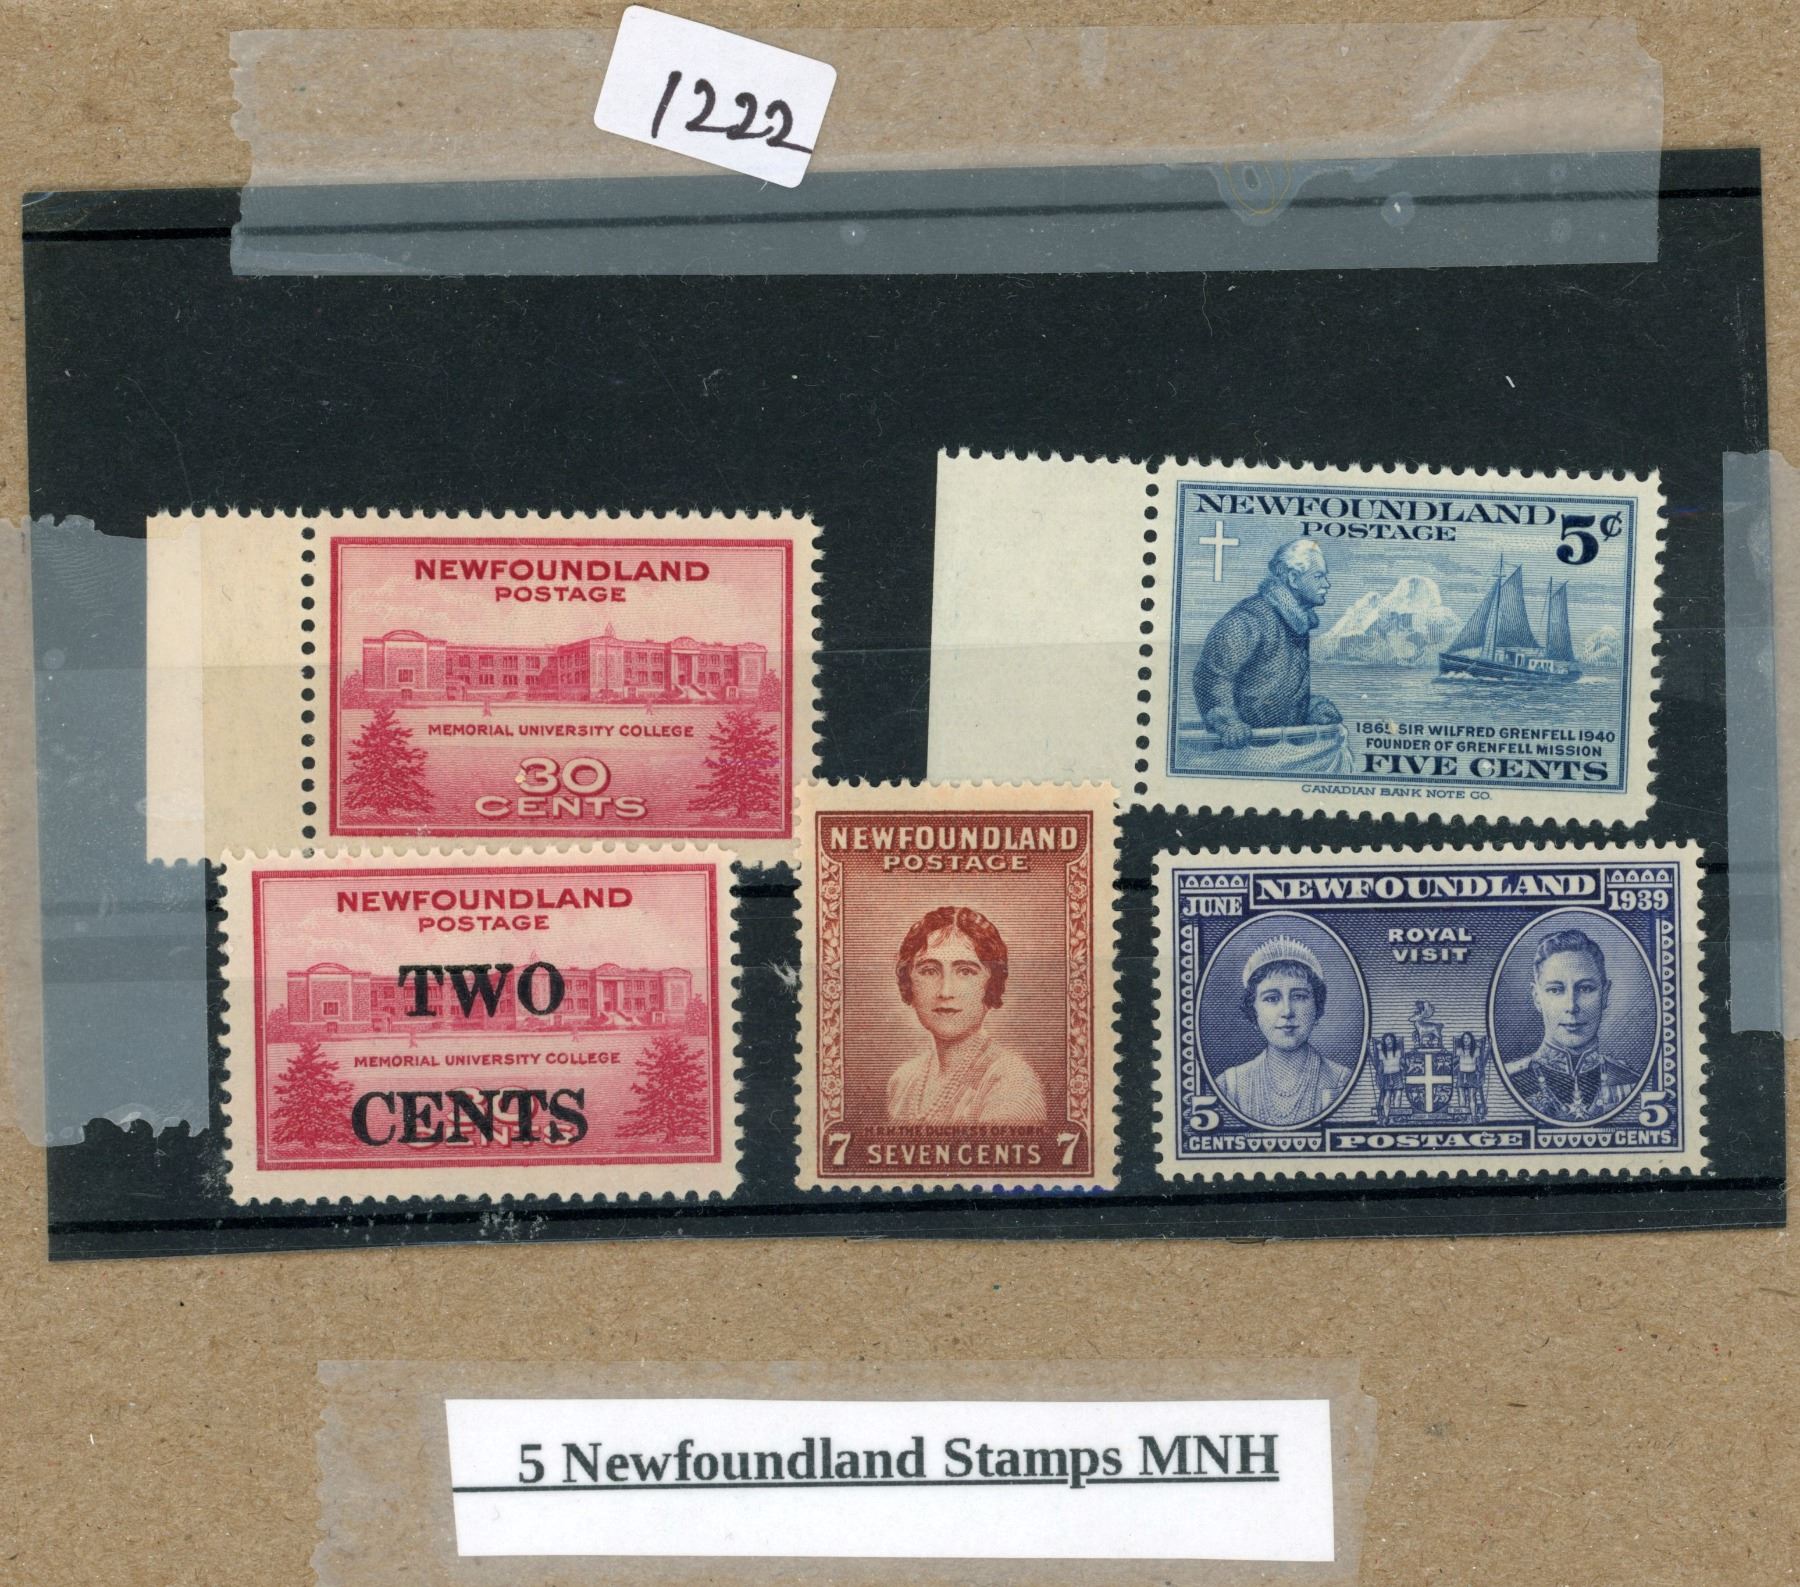 1222
NEWFOUNDLAND
POSTAGE
MEMORIAL UNIVERSITY COLLEGE
30
CENTS
NEWFOUNDLAND 5¢
POSTAGE
1865 SIR WILFRED GRENFELL 1940
FOUNDER OF GRENFELL MISSION
FIVE CENTS
CANADIAN BANK NOTE CO.
NEWFOUNDLAND
POSTAGE
TWO
MEMORIAL UNIVERSITY COLLEGE
30
CENTS
CENTS
NEWFOUNDLAND
POSTAGE
H.R.H. THE DUCHESS OF YORK
7 SEVEN CENTS 7
JUNE NEWFOUNDLAND 1939
ROYAL
VISIT
5 5
CENTS POSTAGE CENTS
5 Newfoundland Stamps MNH